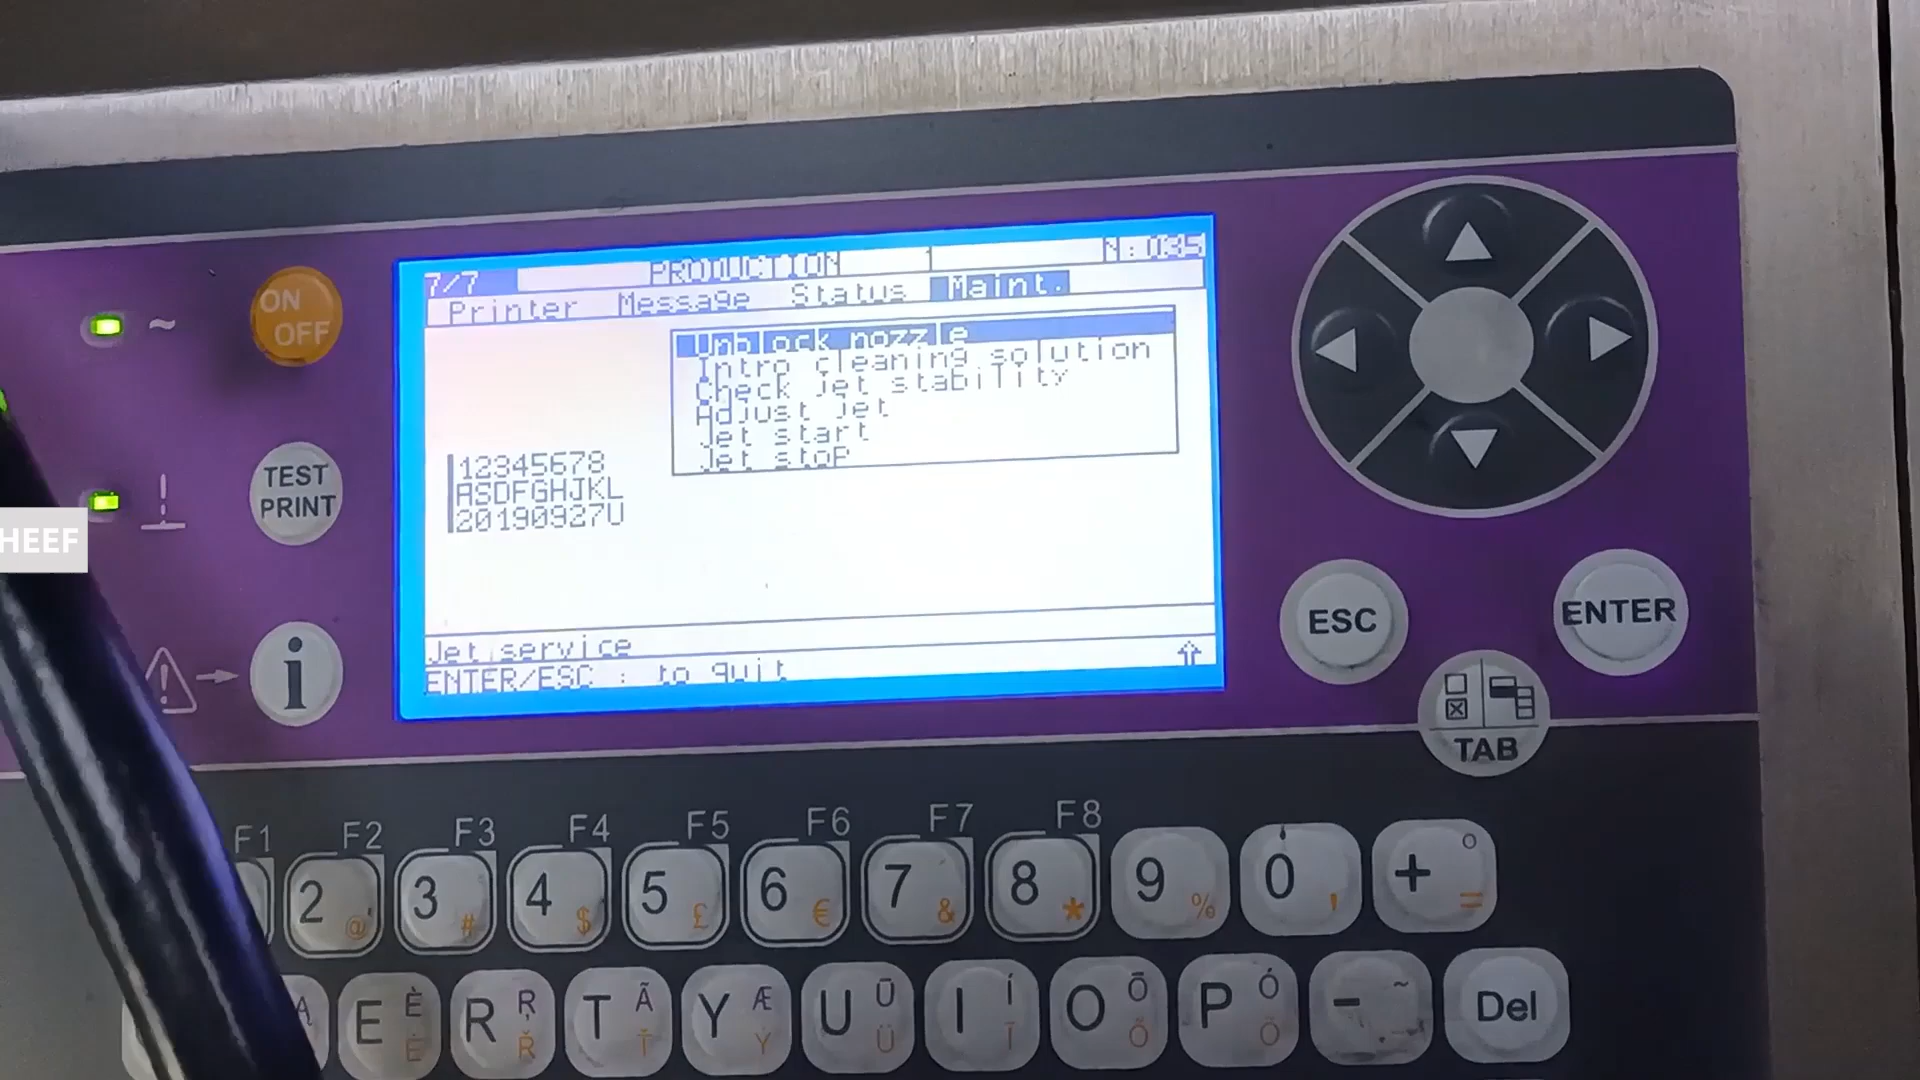 7/7 PRODUCTION 1 N:035
Printer Message Status Maint.
Unblock nozzle
Intro cleaning solution
Check jet stability
Adjust jet
Jet start
Jet stop
12345678
ASDFGHJKL
20190927U
Jet service
ENTER/ESC : to quit
ON
OFF
TEST
PRINT
i
HEEF
ESC
ENTER
TAB
F1 F2 F3 F4 F5 F6 F7 F8
2 @ 3 # 4 $ 5 £ 6 € 7 & 8 * 9 % 0 ' + ° =
E È R Ŗ Ř T Ã Y Æ U Ū Ü I Í Ī O Ō Õ P Ó Ö - ~ Del